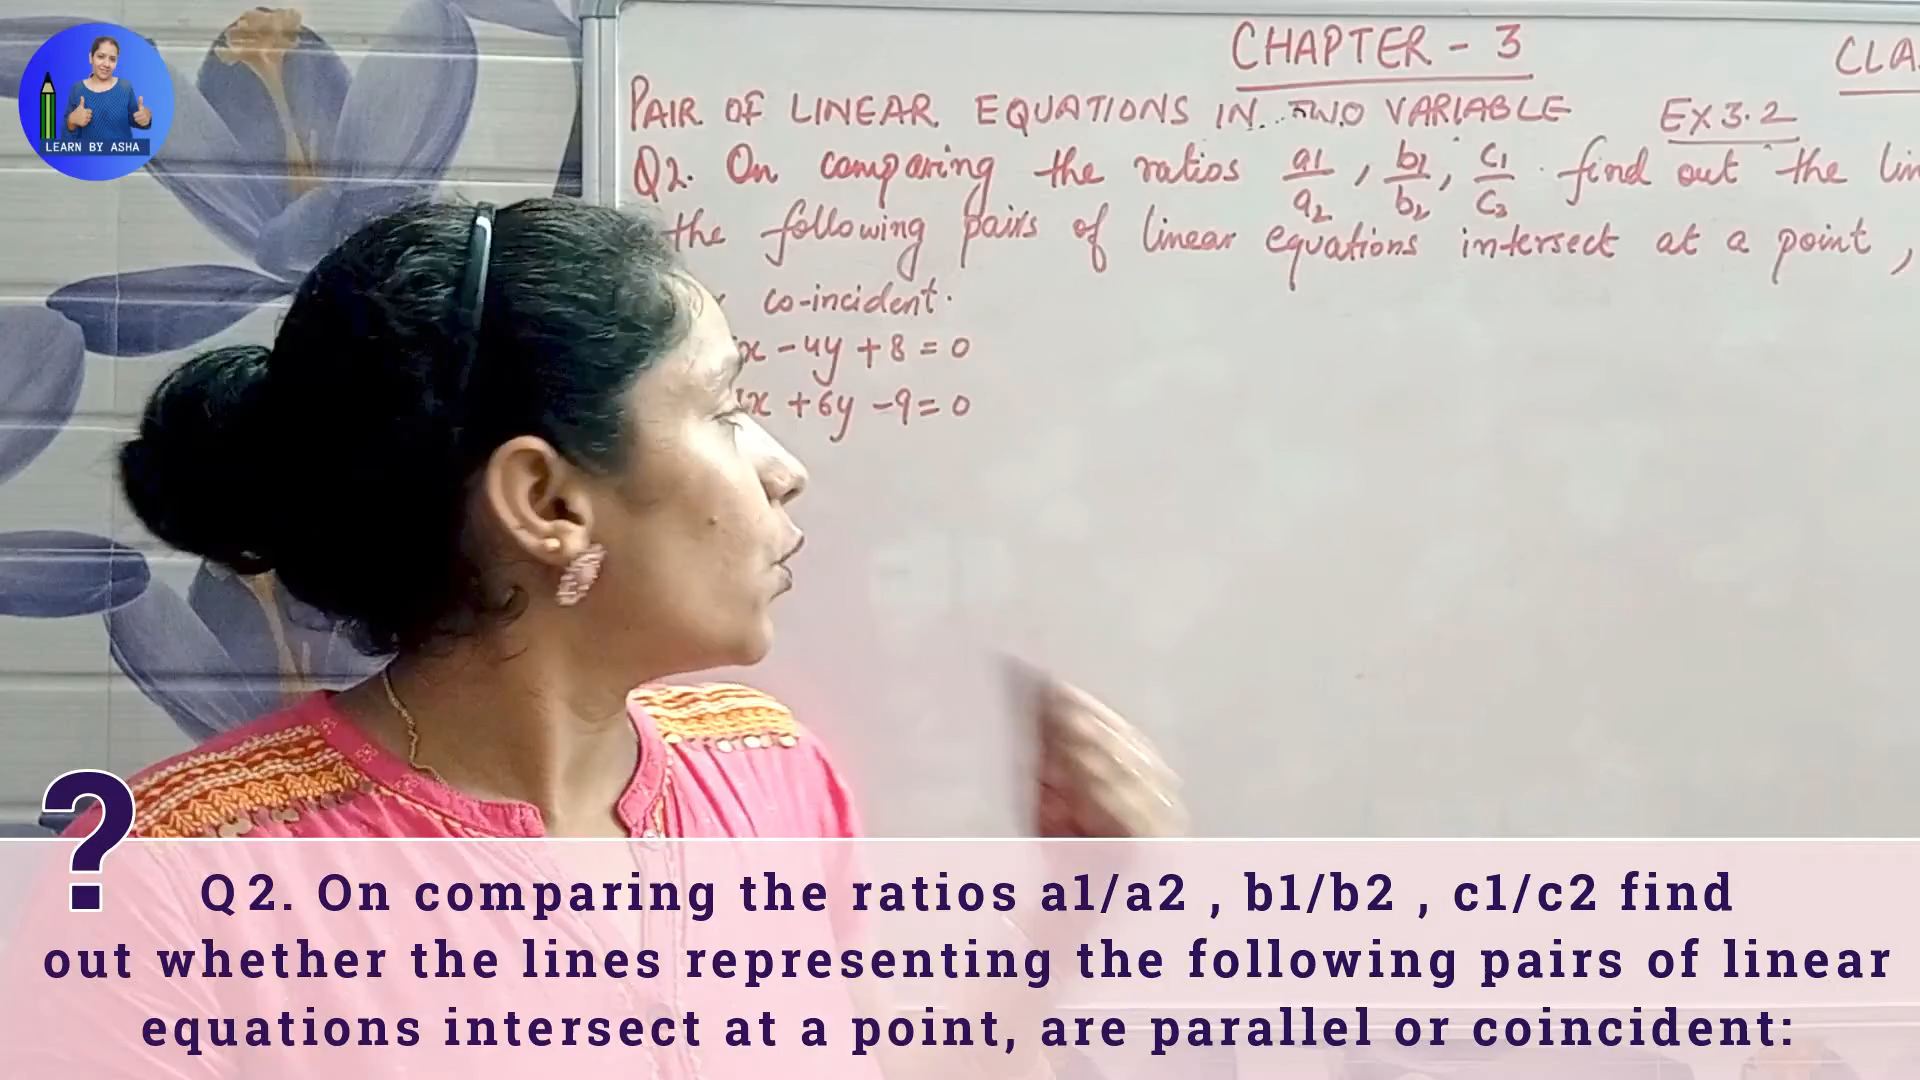 LEARN BY ASHA
CHAPTER - 3
PAIR OF LINEAR EQUATIONS IN TWO VARIABLE EX 3.2
Q2. On comparing the ratios a1/a2 , b1/b2 , c1/c2 find out the
the following pairs of linear equations intersect at a point ,
co-incident.
x - 4y + 8 = 0
x + 6y - 9 = 0
?
Q2. On comparing the ratios a1/a2 , b1/b2 , c1/c2 find
out whether the lines representing the following pairs of linear
equations intersect at a point, are parallel or coincident: